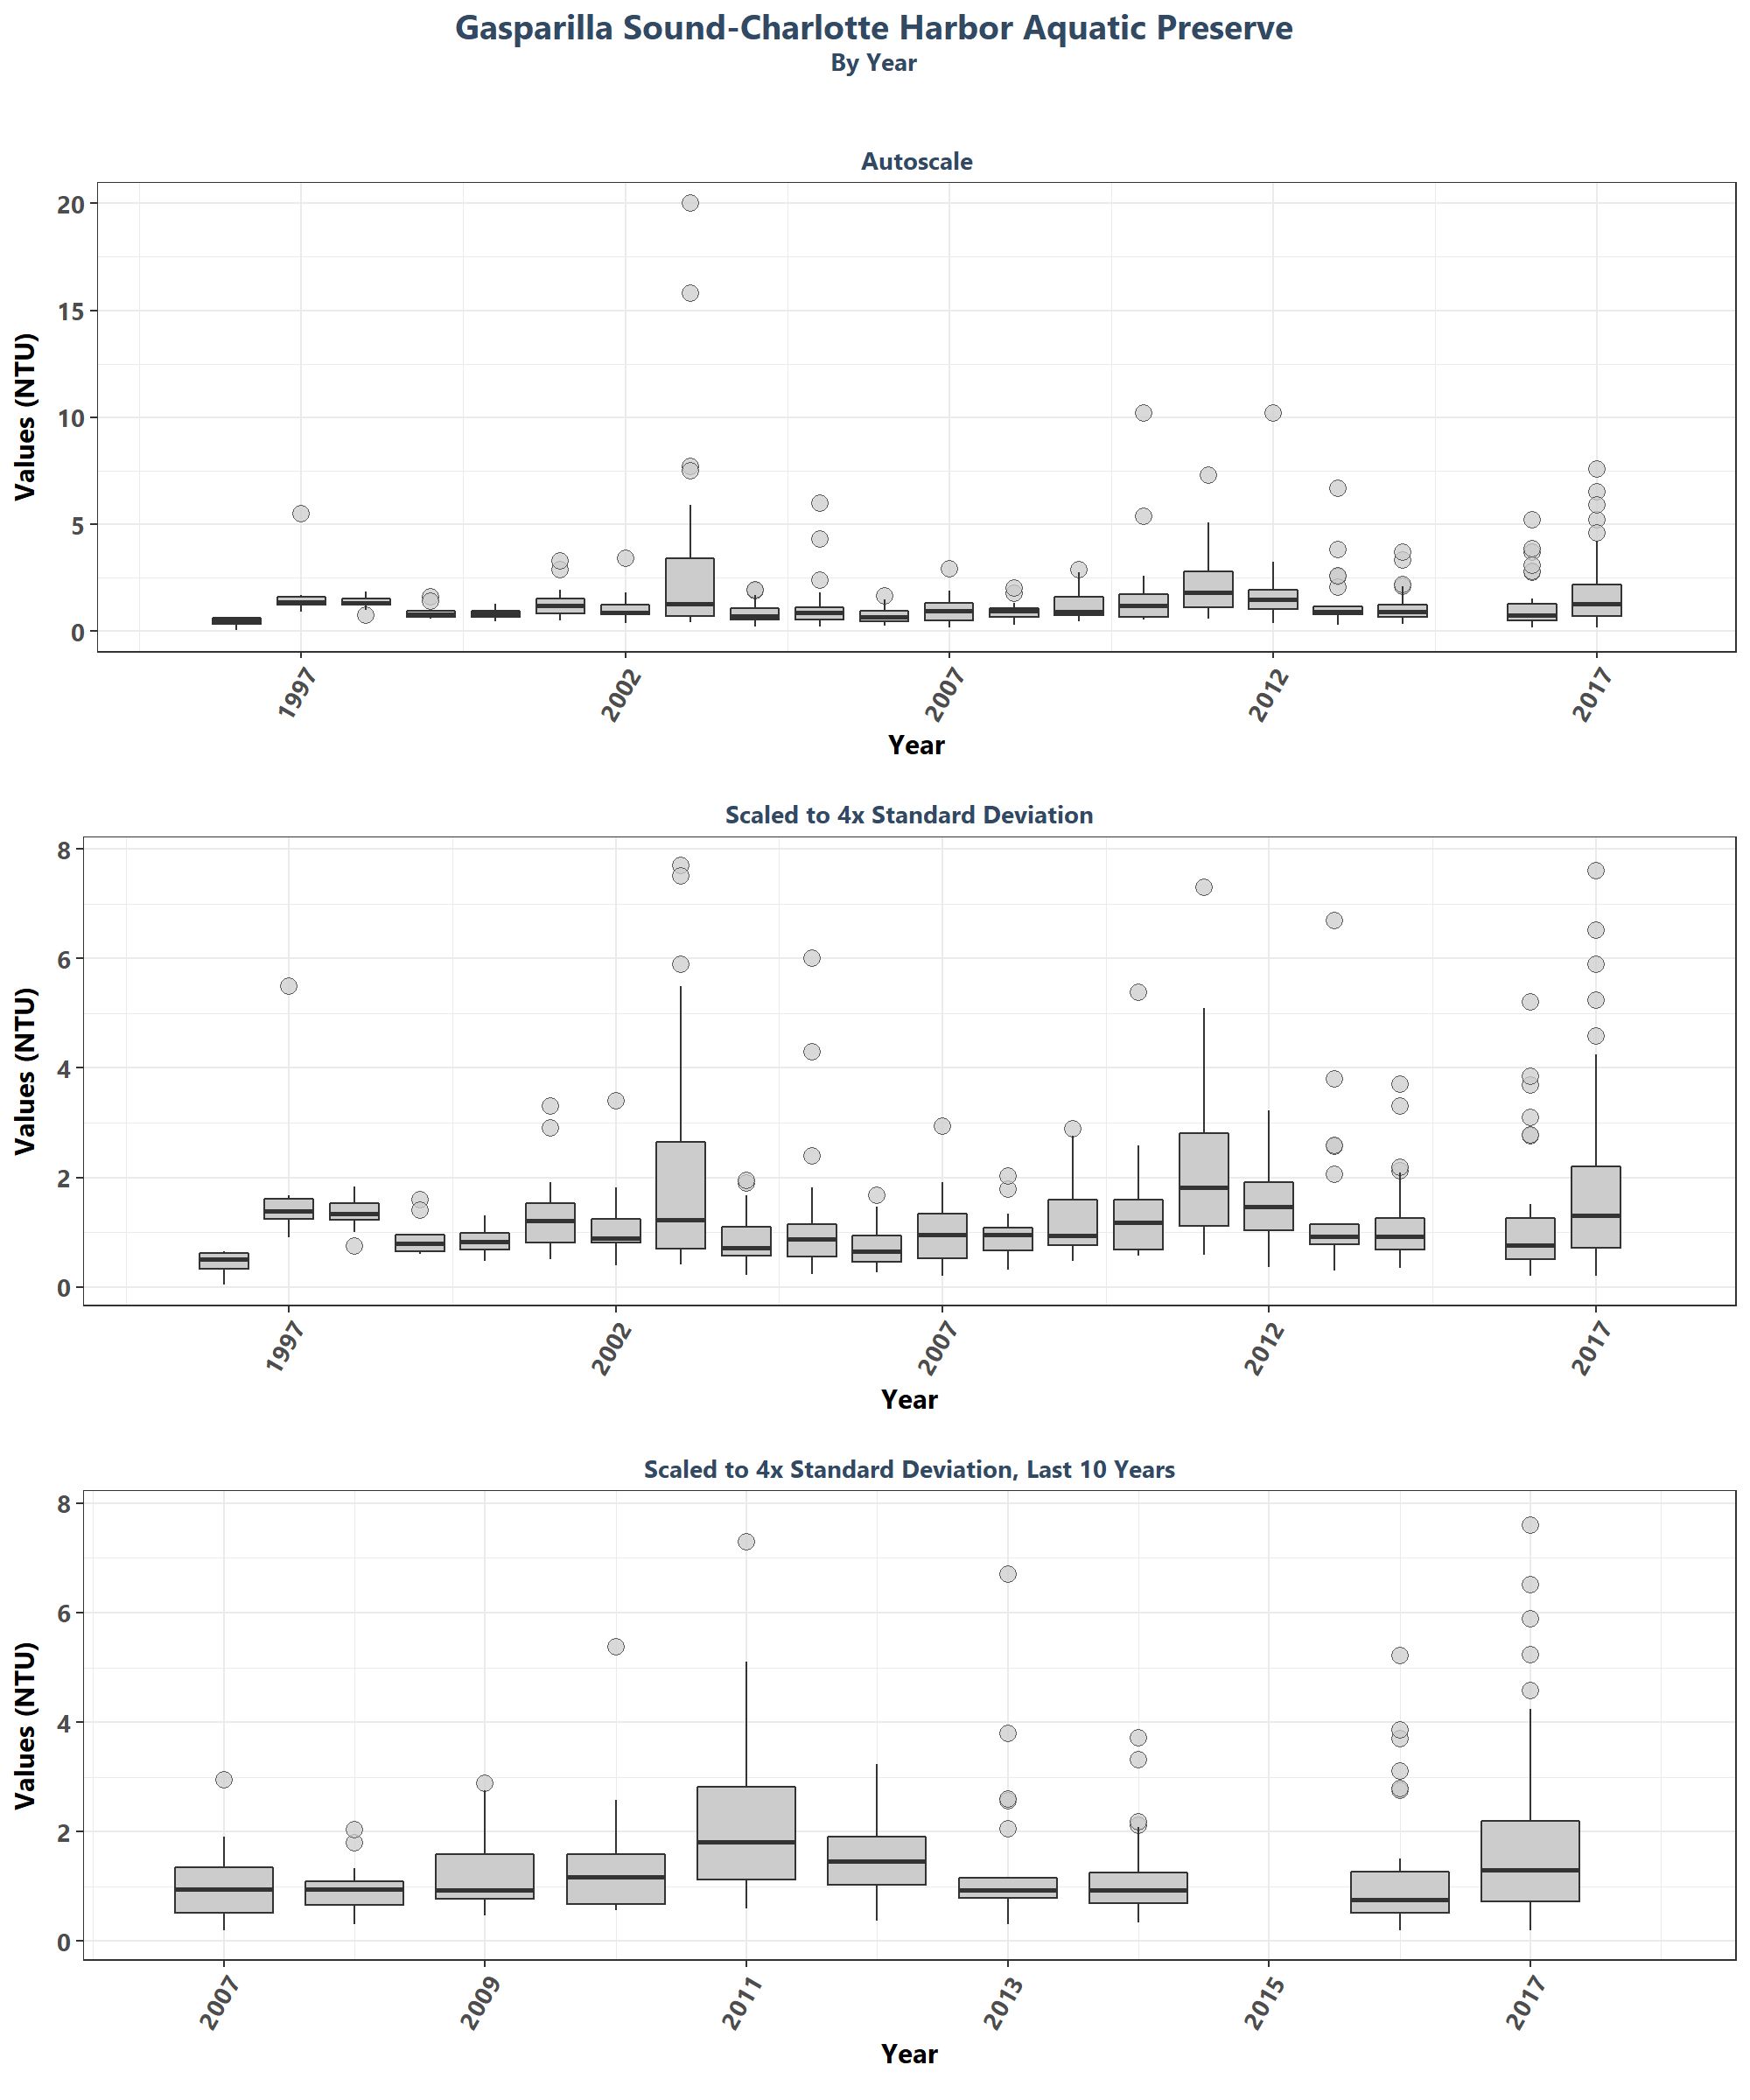 Gasparilla Sound-Charlotte Harbor Aquatic Preserve
By Year
Autoscale
20
15
10
5
0
Values (NTU)
1997 2002 2007 2012 2017
Year
Scaled to 4x Standard Deviation
8
6
4
2
0
Values (NTU)
1997 2002 2007 2012 2017
Year
Scaled to 4x Standard Deviation, Last 10 Years
8
6
4
2
0
Values (NTU)
2007 2009 2011 2013 2015 2017
Year